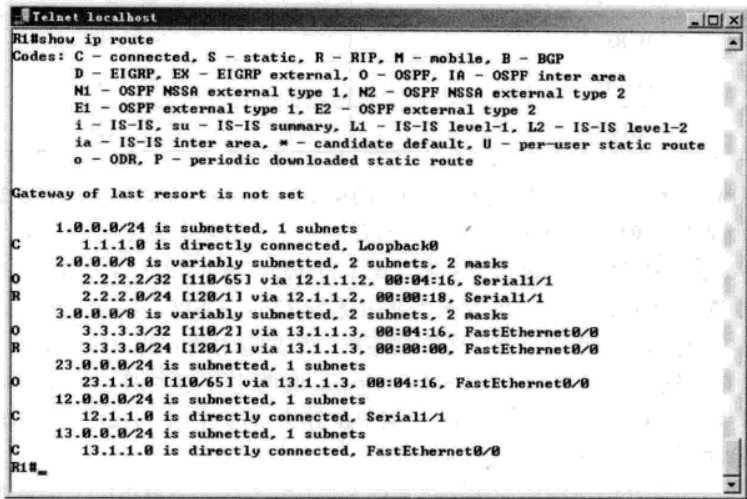 Telnet localhost
R1#show ip route
Codes: C - connected, S - static, R - RIP, M - mobile, B - BGP
D - EIGRP, EX - EIGRP external, O - OSPF, IA - OSPF inter area
N1 - OSPF NSSA external type 1, N2 - OSPF NSSA external type 2
E1 - OSPF external type 1, E2 - OSPF external type 2
i - IS-IS, su - IS-IS summary, L1 - IS-IS level-1, L2 - IS-IS level-2
ia - IS-IS inter area, * - candidate default, U - per-user static route
o - ODR, P - periodic downloaded static route
Gateway of last resort is not set
1.0.0.0/24 is subnetted, 1 subnets
C 1.1.1.0 is directly connected, Loopback0
2.0.0.0/8 is variably subnetted, 2 subnets, 2 masks
O 2.2.2.2/32 [110/65] via 12.1.1.2, 00:04:16, Serial1/1
R 2.2.2.0/24 [120/1] via 12.1.1.2, 00:00:18, Serial1/1
3.0.0.0/8 is variably subnetted, 2 subnets, 2 masks
O 3.3.3.3/32 [110/2] via 13.1.1.3, 00:04:16, FastEthernet0/0
R 3.3.3.0/24 [120/1] via 13.1.1.3, 00:00:00, FastEthernet0/0
23.0.0.0/24 is subnetted, 1 subnets
O 23.1.1.0 [110/65] via 13.1.1.3, 00:04:16, FastEthernet0/0
12.0.0.0/24 is subnetted, 1 subnets
C 12.1.1.0 is directly connected, Serial1/1
13.0.0.0/24 is subnetted, 1 subnets
C 13.1.1.0 is directly connected, FastEthernet0/0
R1#_